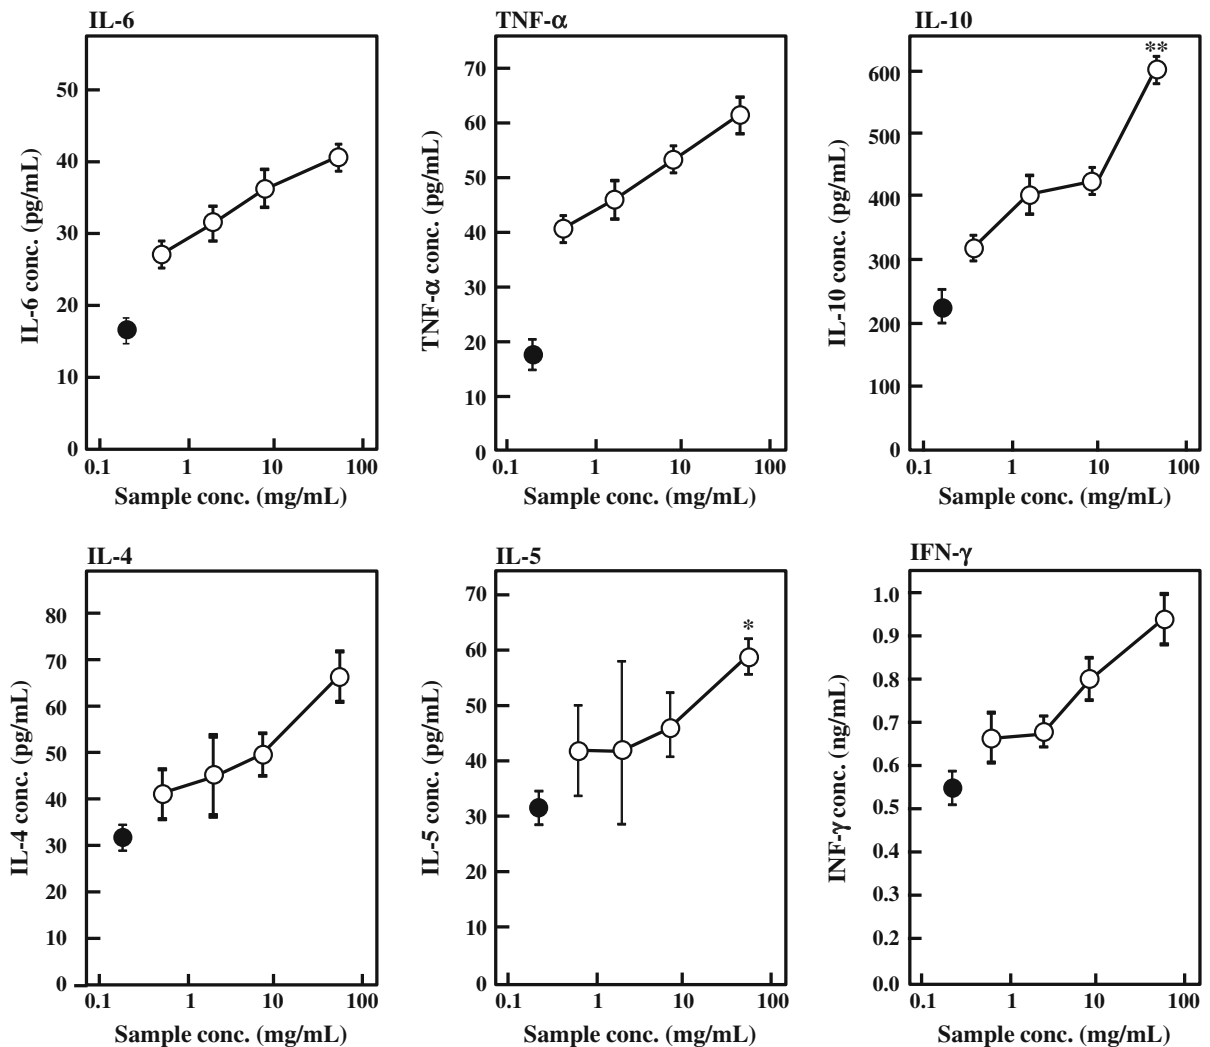 IL-6
50
40
30
20
10
0
0.1 1 10 100
IL-6 conc. (pg/mL)
Sample conc. (mg/mL)
TNF-α
70
60
50
40
30
20
10
0
0.1 1 10 100
TNF-α conc. (pg/mL)
Sample conc. (mg/mL)
IL-10
**
600
500
400
300
200
100
0
0.1 1 10 100
IL-10 conc. (pg/mL)
Sample conc. (mg/mL)
IL-4
80
70
60
50
40
30
20
10
0
0.1 1 10 100
IL-4 conc. (pg/mL)
Sample conc. (mg/mL)
IL-5
*
70
60
50
40
30
20
10
0
0.1 1 10 100
IL-5 conc. (pg/mL)
Sample conc. (mg/mL)
IFN-γ
1.0
0.9
0.8
0.7
0.6
0.5
0.4
0.3
0.2
0.0
0.1 1 10 100
INF-γ conc. (ng/mL)
Sample conc. (mg/mL)